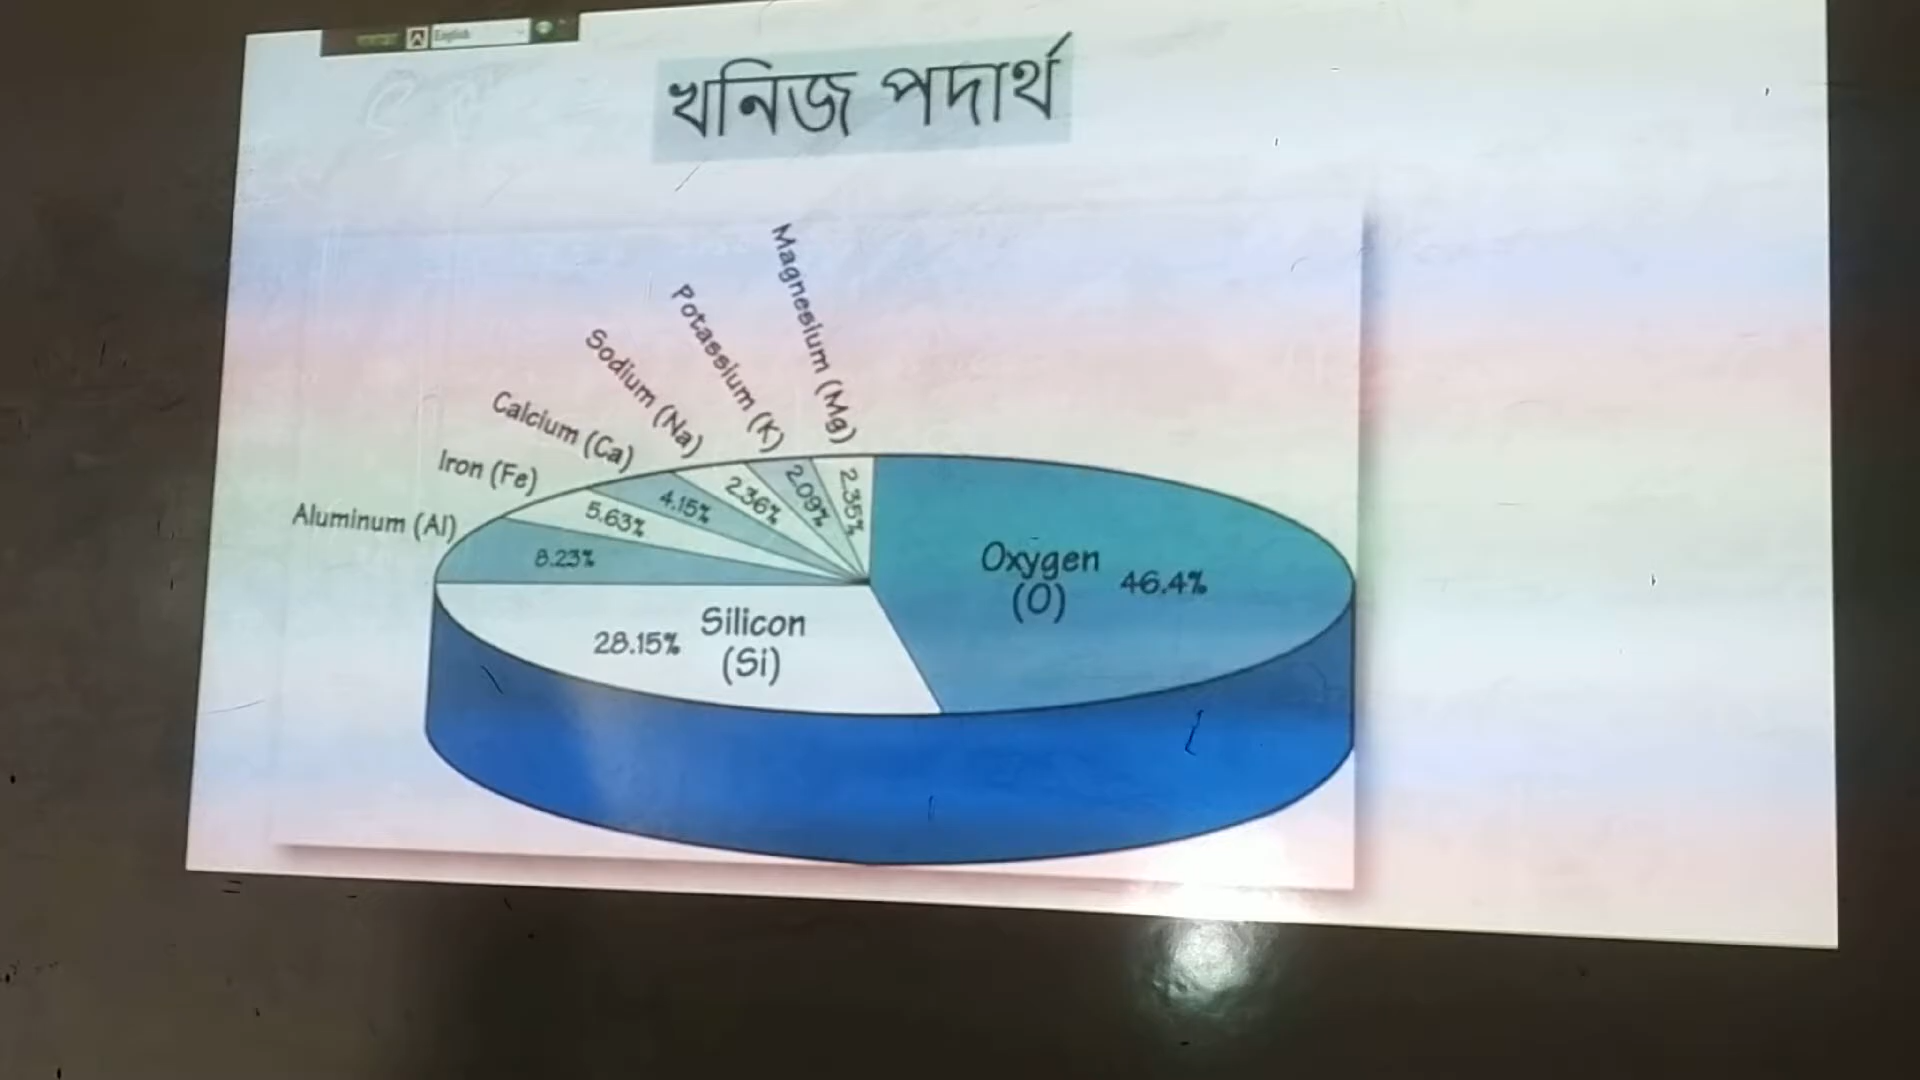 English
খনিজ পদার্থ
Magnesium (Mg)
Potassium (K)
Sodium (Na)
Calcium (Ca)
Iron (Fe)
Aluminum (Al)
8.23%
5.63%
4.15%
2.36%
2.09%
2.35%
Oxygen
(O)
46.4%
Silicon
(Si)
28.15%